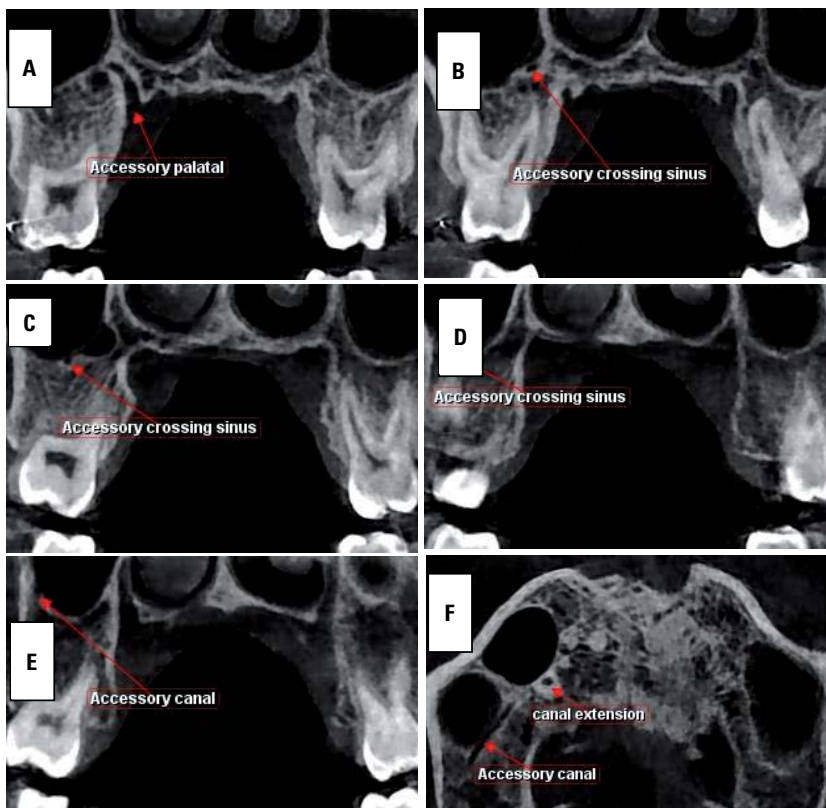 A
Accessory palatal
B
Accessory crossing sinus
C
Accessory crossing sinus
D
Accessory crossing sinus
E
Accessory canal
F
canal extension
Accessory canal